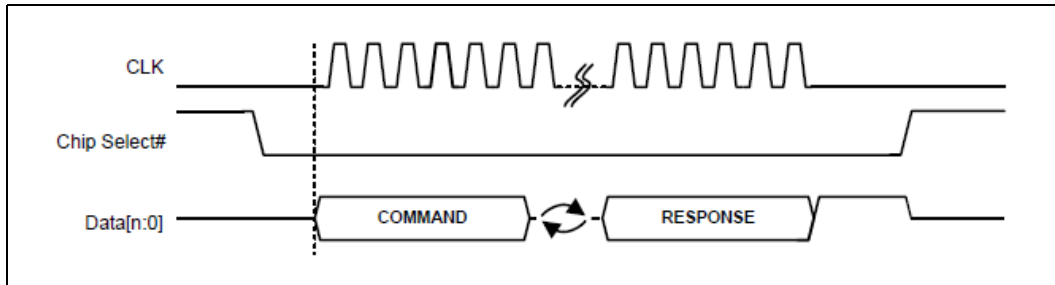 CLK
Chip Select#
Data[n:0]
COMMAND
RESPONSE